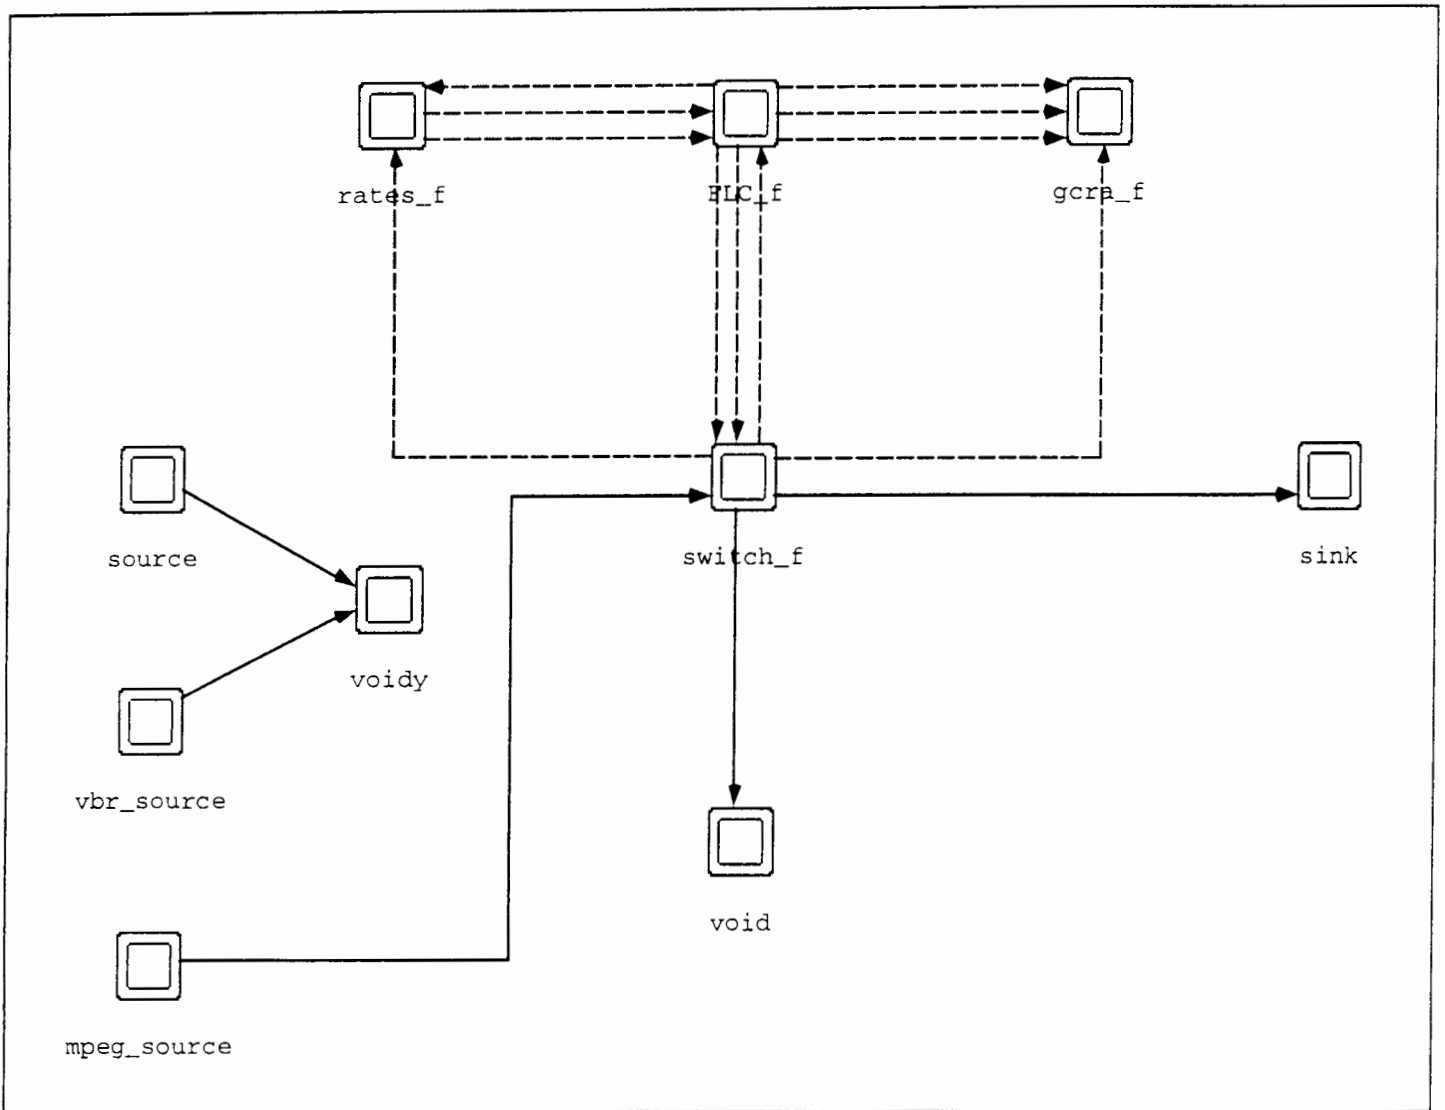 rates_f
FLC_f
gcra_f
source
switch_f
sink
voidy
vbr_source
void
mpeg_source